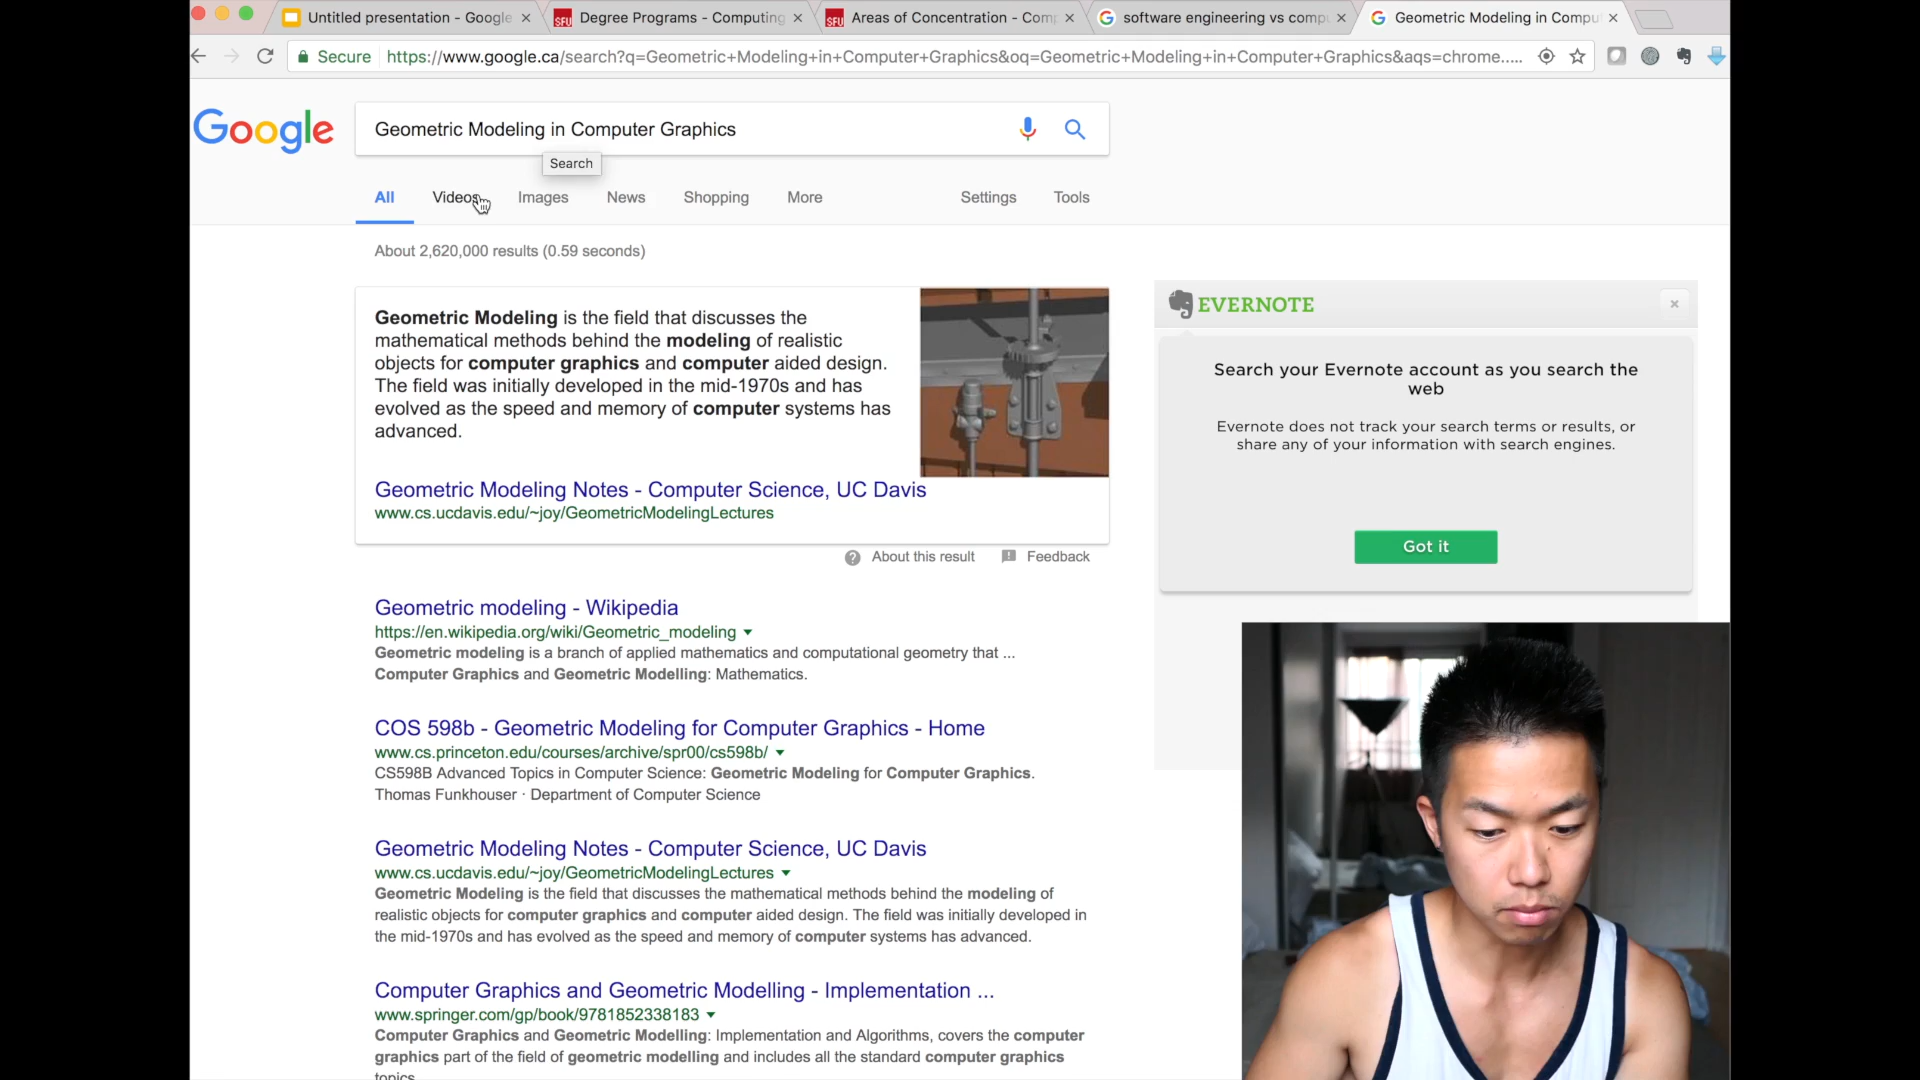 Untitled presentation - Google
Degree Programs - Computing
Areas of Concentration - Comp
software engineering vs compu
Geometric Modeling in Compu
Secure https://www.google.ca/search?q=Geometric+Modeling+in+Computer+Graphics&oq=Geometric+Modeling+in+Computer+Graphics&aqs=chrome.....
Google
Geometric Modeling in Computer Graphics
Search
All Videos Images News Shopping More Settings Tools
About 2,620,000 results (0.59 seconds)
Geometric Modeling is the field that discusses the
mathematical methods behind the modeling of realistic
objects for computer graphics and computer aided design.
The field was initially developed in the mid-1970s and has
evolved as the speed and memory of computer systems has
advanced.
Geometric Modeling Notes - Computer Science, UC Davis
www.cs.ucdavis.edu/~joy/GeometricModelingLectures
About this result Feedback
EVERNOTE
Search your Evernote account as you search the
web
Evernote does not track your search terms or results, or
share any of your information with search engines.
Got it
Geometric modeling - Wikipedia
https://en.wikipedia.org/wiki/Geometric_modeling
Geometric modeling is a branch of applied mathematics and computational geometry that ...
Computer Graphics and Geometric Modelling: Mathematics.
COS 598b - Geometric Modeling for Computer Graphics - Home
www.cs.princeton.edu/courses/archive/spr00/cs598b/
CS598B Advanced Topics in Computer Science: Geometric Modeling for Computer Graphics.
Thomas Funkhouser · Department of Computer Science
Geometric Modeling Notes - Computer Science, UC Davis
www.cs.ucdavis.edu/~joy/GeometricModelingLectures
Geometric Modeling is the field that discusses the mathematical methods behind the modeling of
realistic objects for computer graphics and computer aided design. The field was initially developed in
the mid-1970s and has evolved as the speed and memory of computer systems has advanced.
Computer Graphics and Geometric Modelling - Implementation ...
www.springer.com/gp/book/9781852338183
Computer Graphics and Geometric Modelling: Implementation and Algorithms, covers the computer
graphics part of the field of geometric modelling and includes all the standard computer graphics
topics